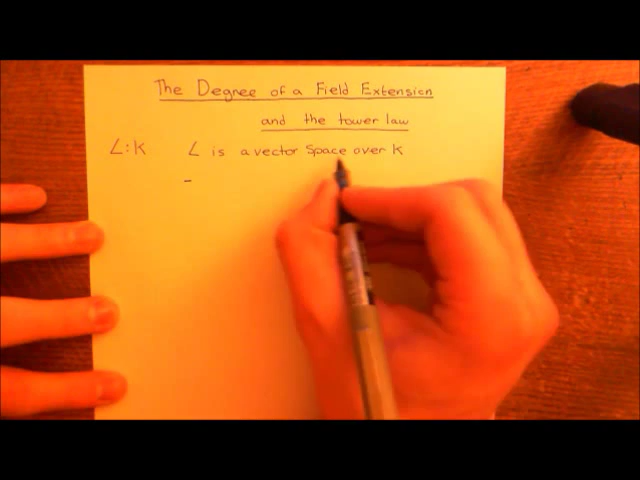 The Degree of a Field Extension
and the tower law
L:K L is a vector space over K
-